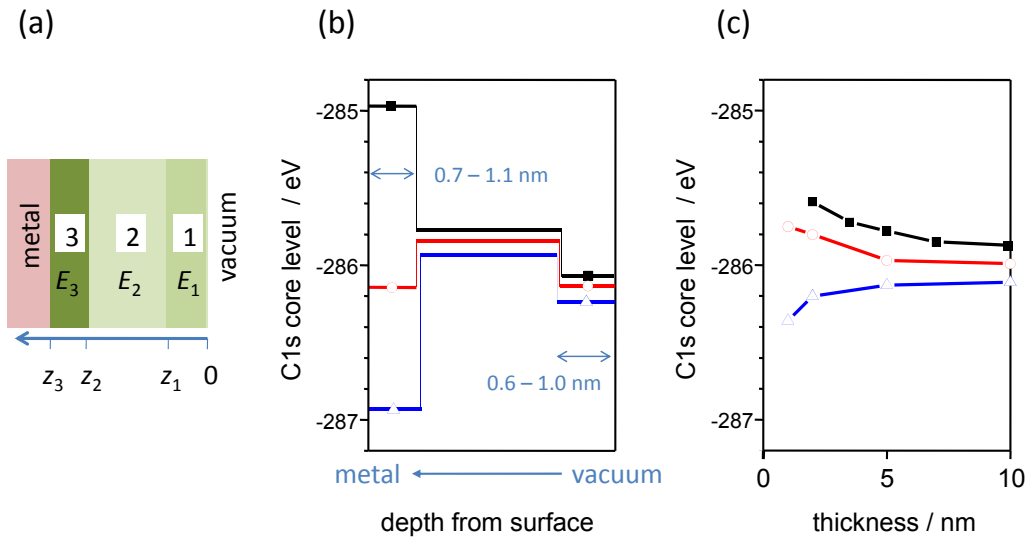 (a)
metal
3
2
1
E3
E2
E1
vacuum
z3
z2
z1
0
(b)
C1s core level / eV
-285
-286
-287
0.7 – 1.1 nm
0.6 – 1.0 nm
metal
vacuum
depth from surface
(c)
C1s core level / eV
-285
-286
-287
0
5
10
thickness / nm